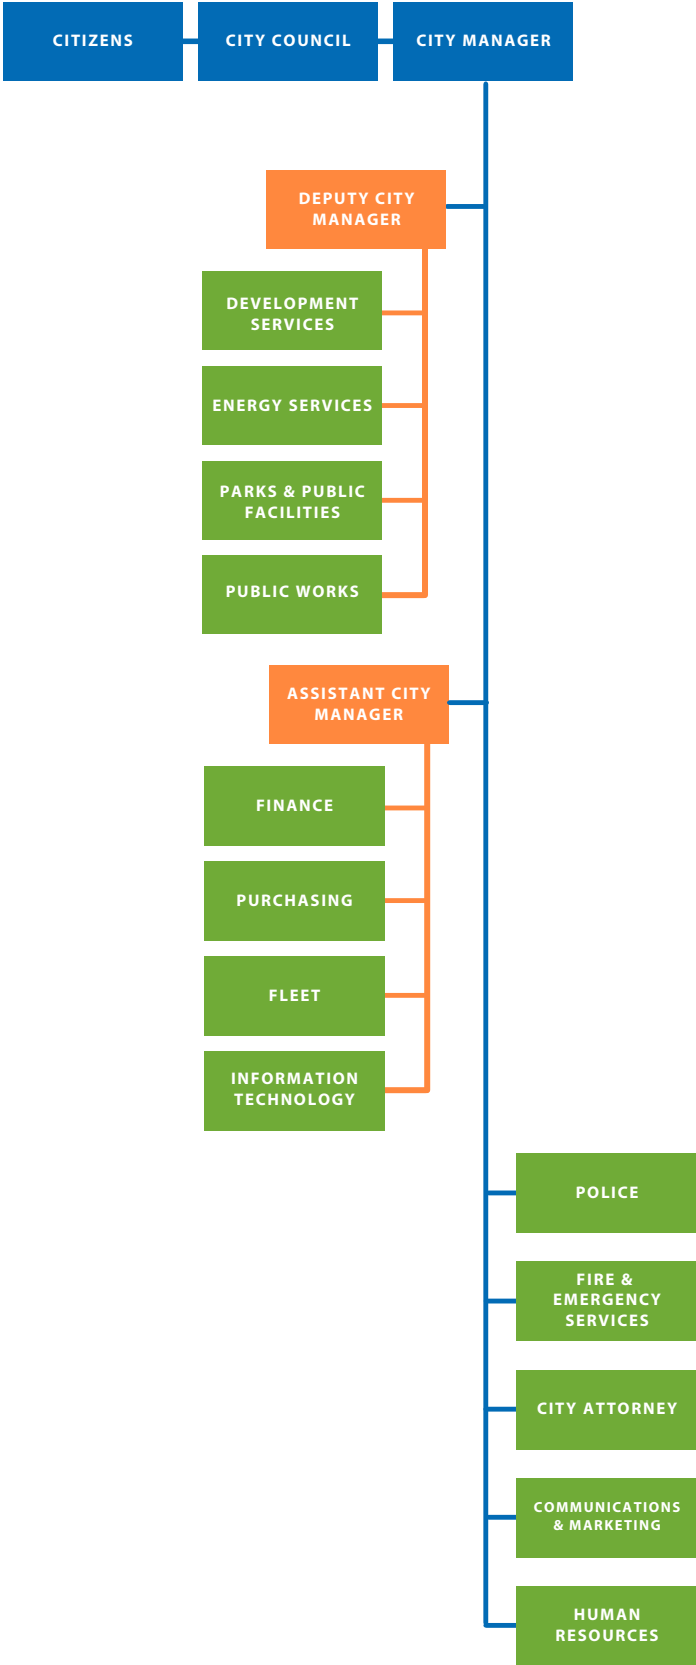 CITIZENS
CITY COUNCIL
CITY MANAGER
DEPUTY CITY
MANAGER
DEVELOPMENT
SERVICES
ENERGY SERVICES
PARKS & PUBLIC
FACILITIES
PUBLIC WORKS
ASSISTANT CITY
MANAGER
FINANCE
PURCHASING
FLEET
INFORMATION
TECHNOLOGY
POLICE
FIRE &
EMERGENCY
SERVICES
CITY ATTORNEY
COMMUNICATIONS
& MARKETING
HUMAN
RESOURCES